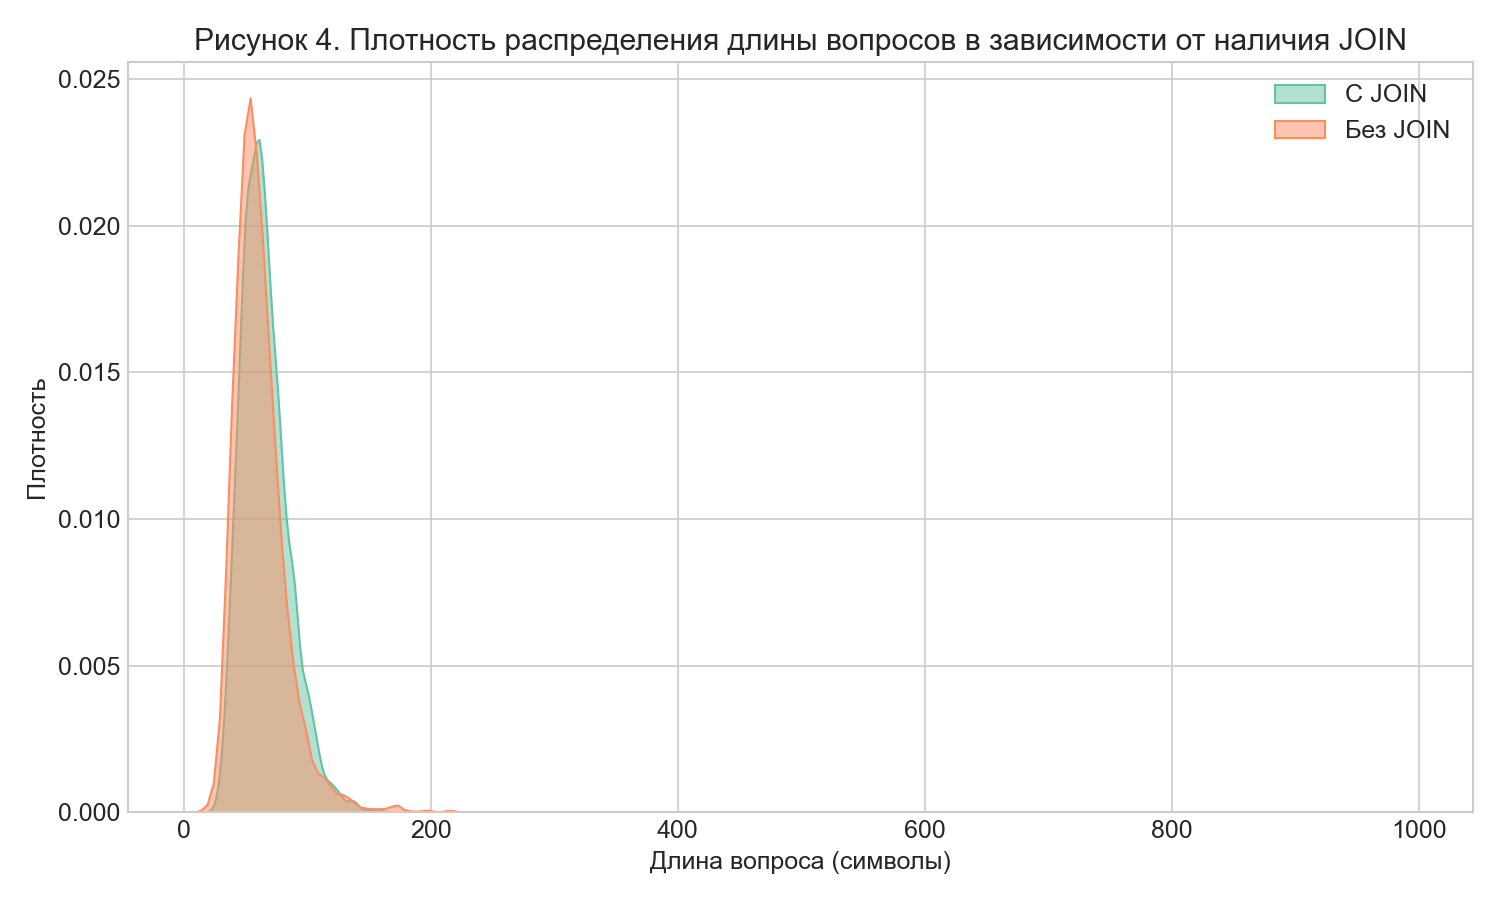 Рисунок 4. Плотность распределения длины вопросов в зависимости от наличия JOIN
С JOIN
Без JOIN
0.025
0.020
0.015
0.010
0.005
0.000
Плотность
0 200 400 600 800 1000
Длина вопроса (символы)